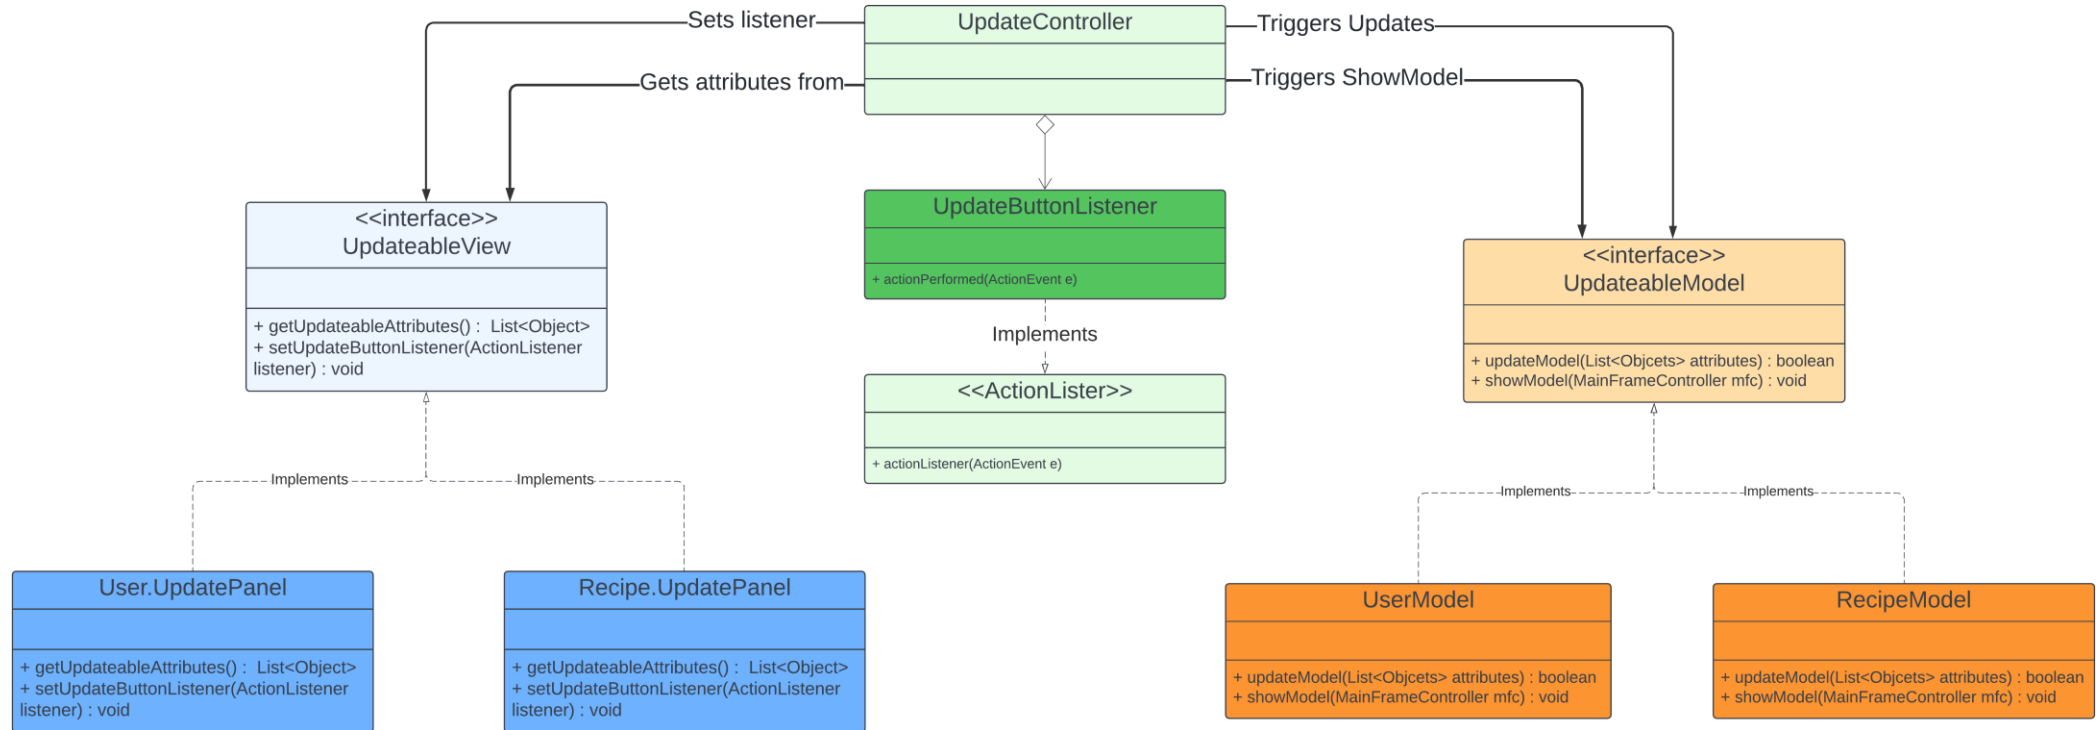 Sets listener
UpdateController
Triggers Updates
Gets attributes from
Triggers ShowModel
<<interface>>
UpdateableView
+ getUpdateableAttributes() :  List<Object>
+ setUpdateButtonListener(ActionListener
listener) : void
UpdateButtonListener
+ actionPerformed(ActionEvent e)
Implements
<<ActionLister>>
+ actionListener(ActionEvent e)
<<interface>>
UpdateableModel
+ updateModel(List<Objcets> attributes) : boolean
+ showModel(MainFrameController mfc) : void
Implements
Implements
Implements
Implements
User.UpdatePanel
+ getUpdateableAttributes() :  List<Object>
+ setUpdateButtonListener(ActionListener
listener) : void
Recipe.UpdatePanel
+ getUpdateableAttributes() :  List<Object>
+ setUpdateButtonListener(ActionListener
listener) : void
UserModel
+ updateModel(List<Objcets> attributes) : boolean
+ showModel(MainFrameController mfc) : void
RecipeModel
+ updateModel(List<Objcets> attributes) : boolean
+ showModel(MainFrameController mfc) : void